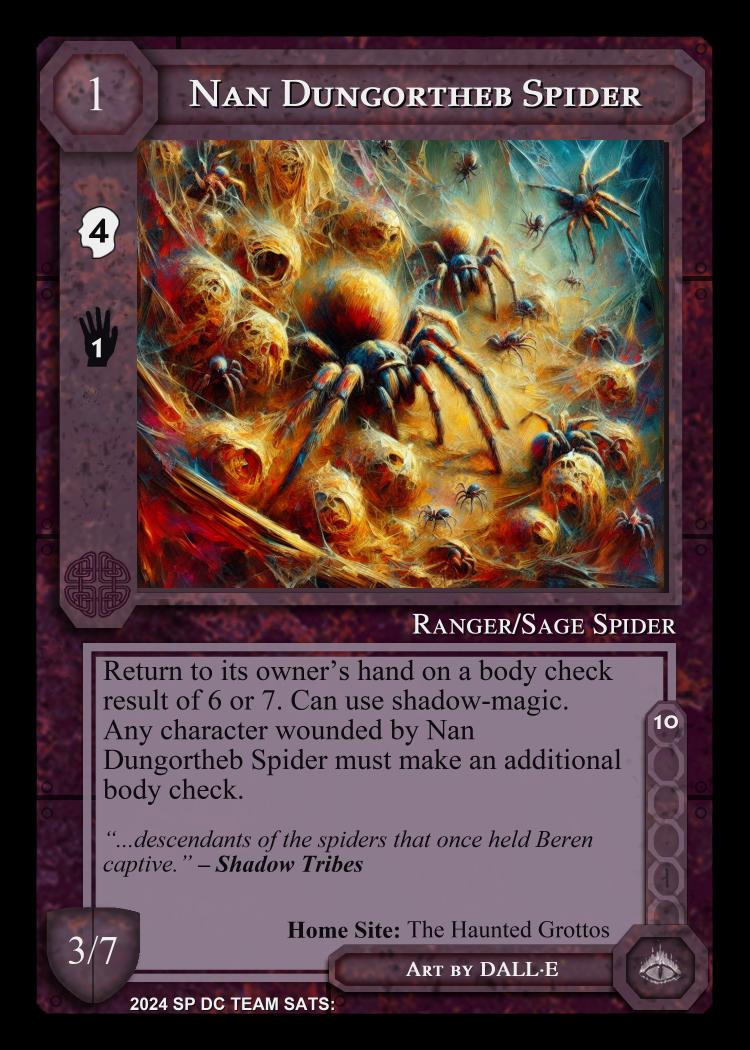 1
Nan Dungortheb Spider
4
1
Ranger/Sage Spider
Return to its owner's hand on a body check
result of 6 or 7. Can use shadow-magic.
Any character wounded by Nan
Dungortheb Spider must make an additional
body check.
10
"...descendants of the spiders that once held Beren
captive." – Shadow Tribes
Home Site: The Haunted Grottos
3/7
Art by DALL·E
2024 SP DC TEAM SATS: